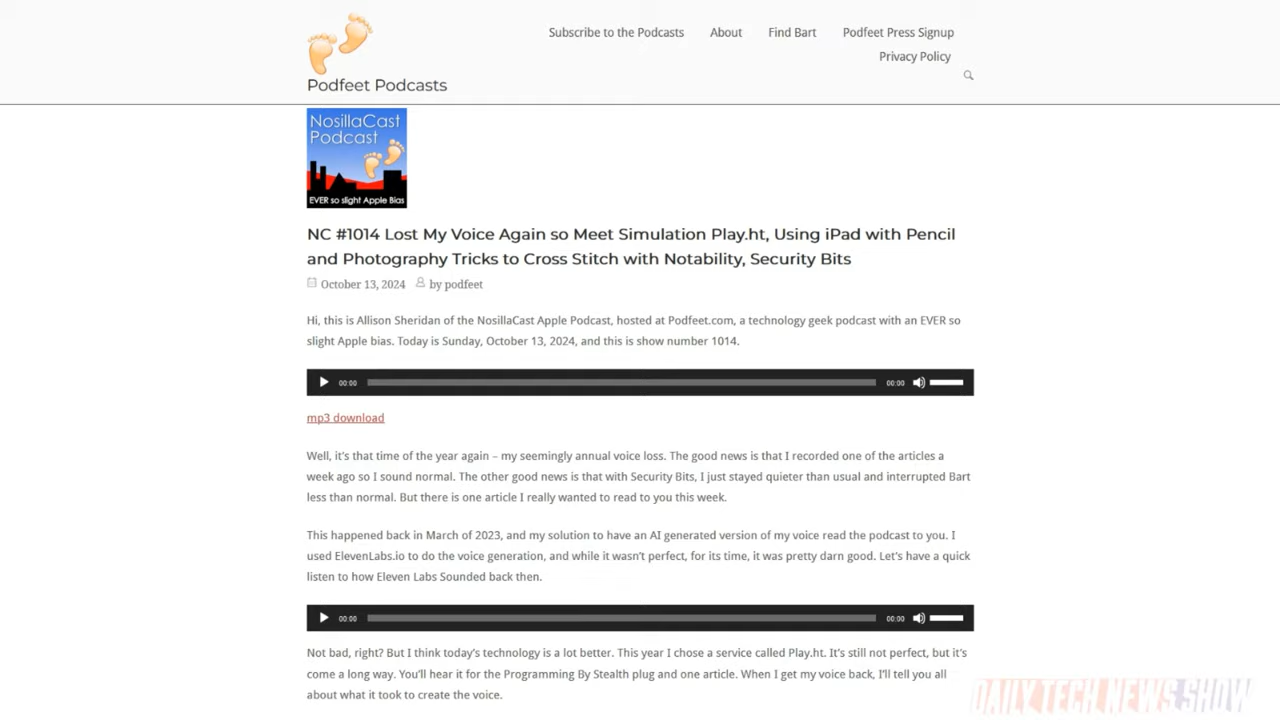 Subscribe to the Podcasts About Find Bart Podfeet Press Signup
Privacy Policy
Podfeet Podcasts
NosillaCast
Podcast
EVER so slight Apple Bias
NC #1014 Lost My Voice Again so Meet Simulation Play.ht, Using iPad with Pencil
and Photography Tricks to Cross Stitch with Notability, Security Bits
October 13, 2024 by podfeet
Hi, this is Allison Sheridan of the NosillaCast Apple Podcast, hosted at Podfeet.com, a technology geek podcast with an EVER so
slight Apple bias. Today is Sunday, October 13, 2024, and this is show number 1014.
00:00 00:00
mp3 download
Well, it's that time of the year again – my seemingly annual voice loss. The good news is that I recorded one of the articles a
week ago so I sound normal. The other good news is that with Security Bits, I just stayed quieter than usual and interrupted Bart
less than normal. But there is one article I really wanted to read to you this week.
This happened back in March of 2023, and my solution to have an AI generated version of my voice read the podcast to you. I
used ElevenLabs.io to do the voice generation, and while it wasn't perfect, for its time, it was pretty darn good. Let's have a quick
listen to how Eleven Labs Sounded back then.
00:00 00:00
Not bad, right? But I think today's technology is a lot better. This year I chose a service called Play.ht. It's still not perfect, but it's
come a long way. You'll hear it for the Programming By Stealth plug and one article. When I get my voice back, I'll tell you all
about what it took to create the voice.
DAILY TECH NEWS SHOW